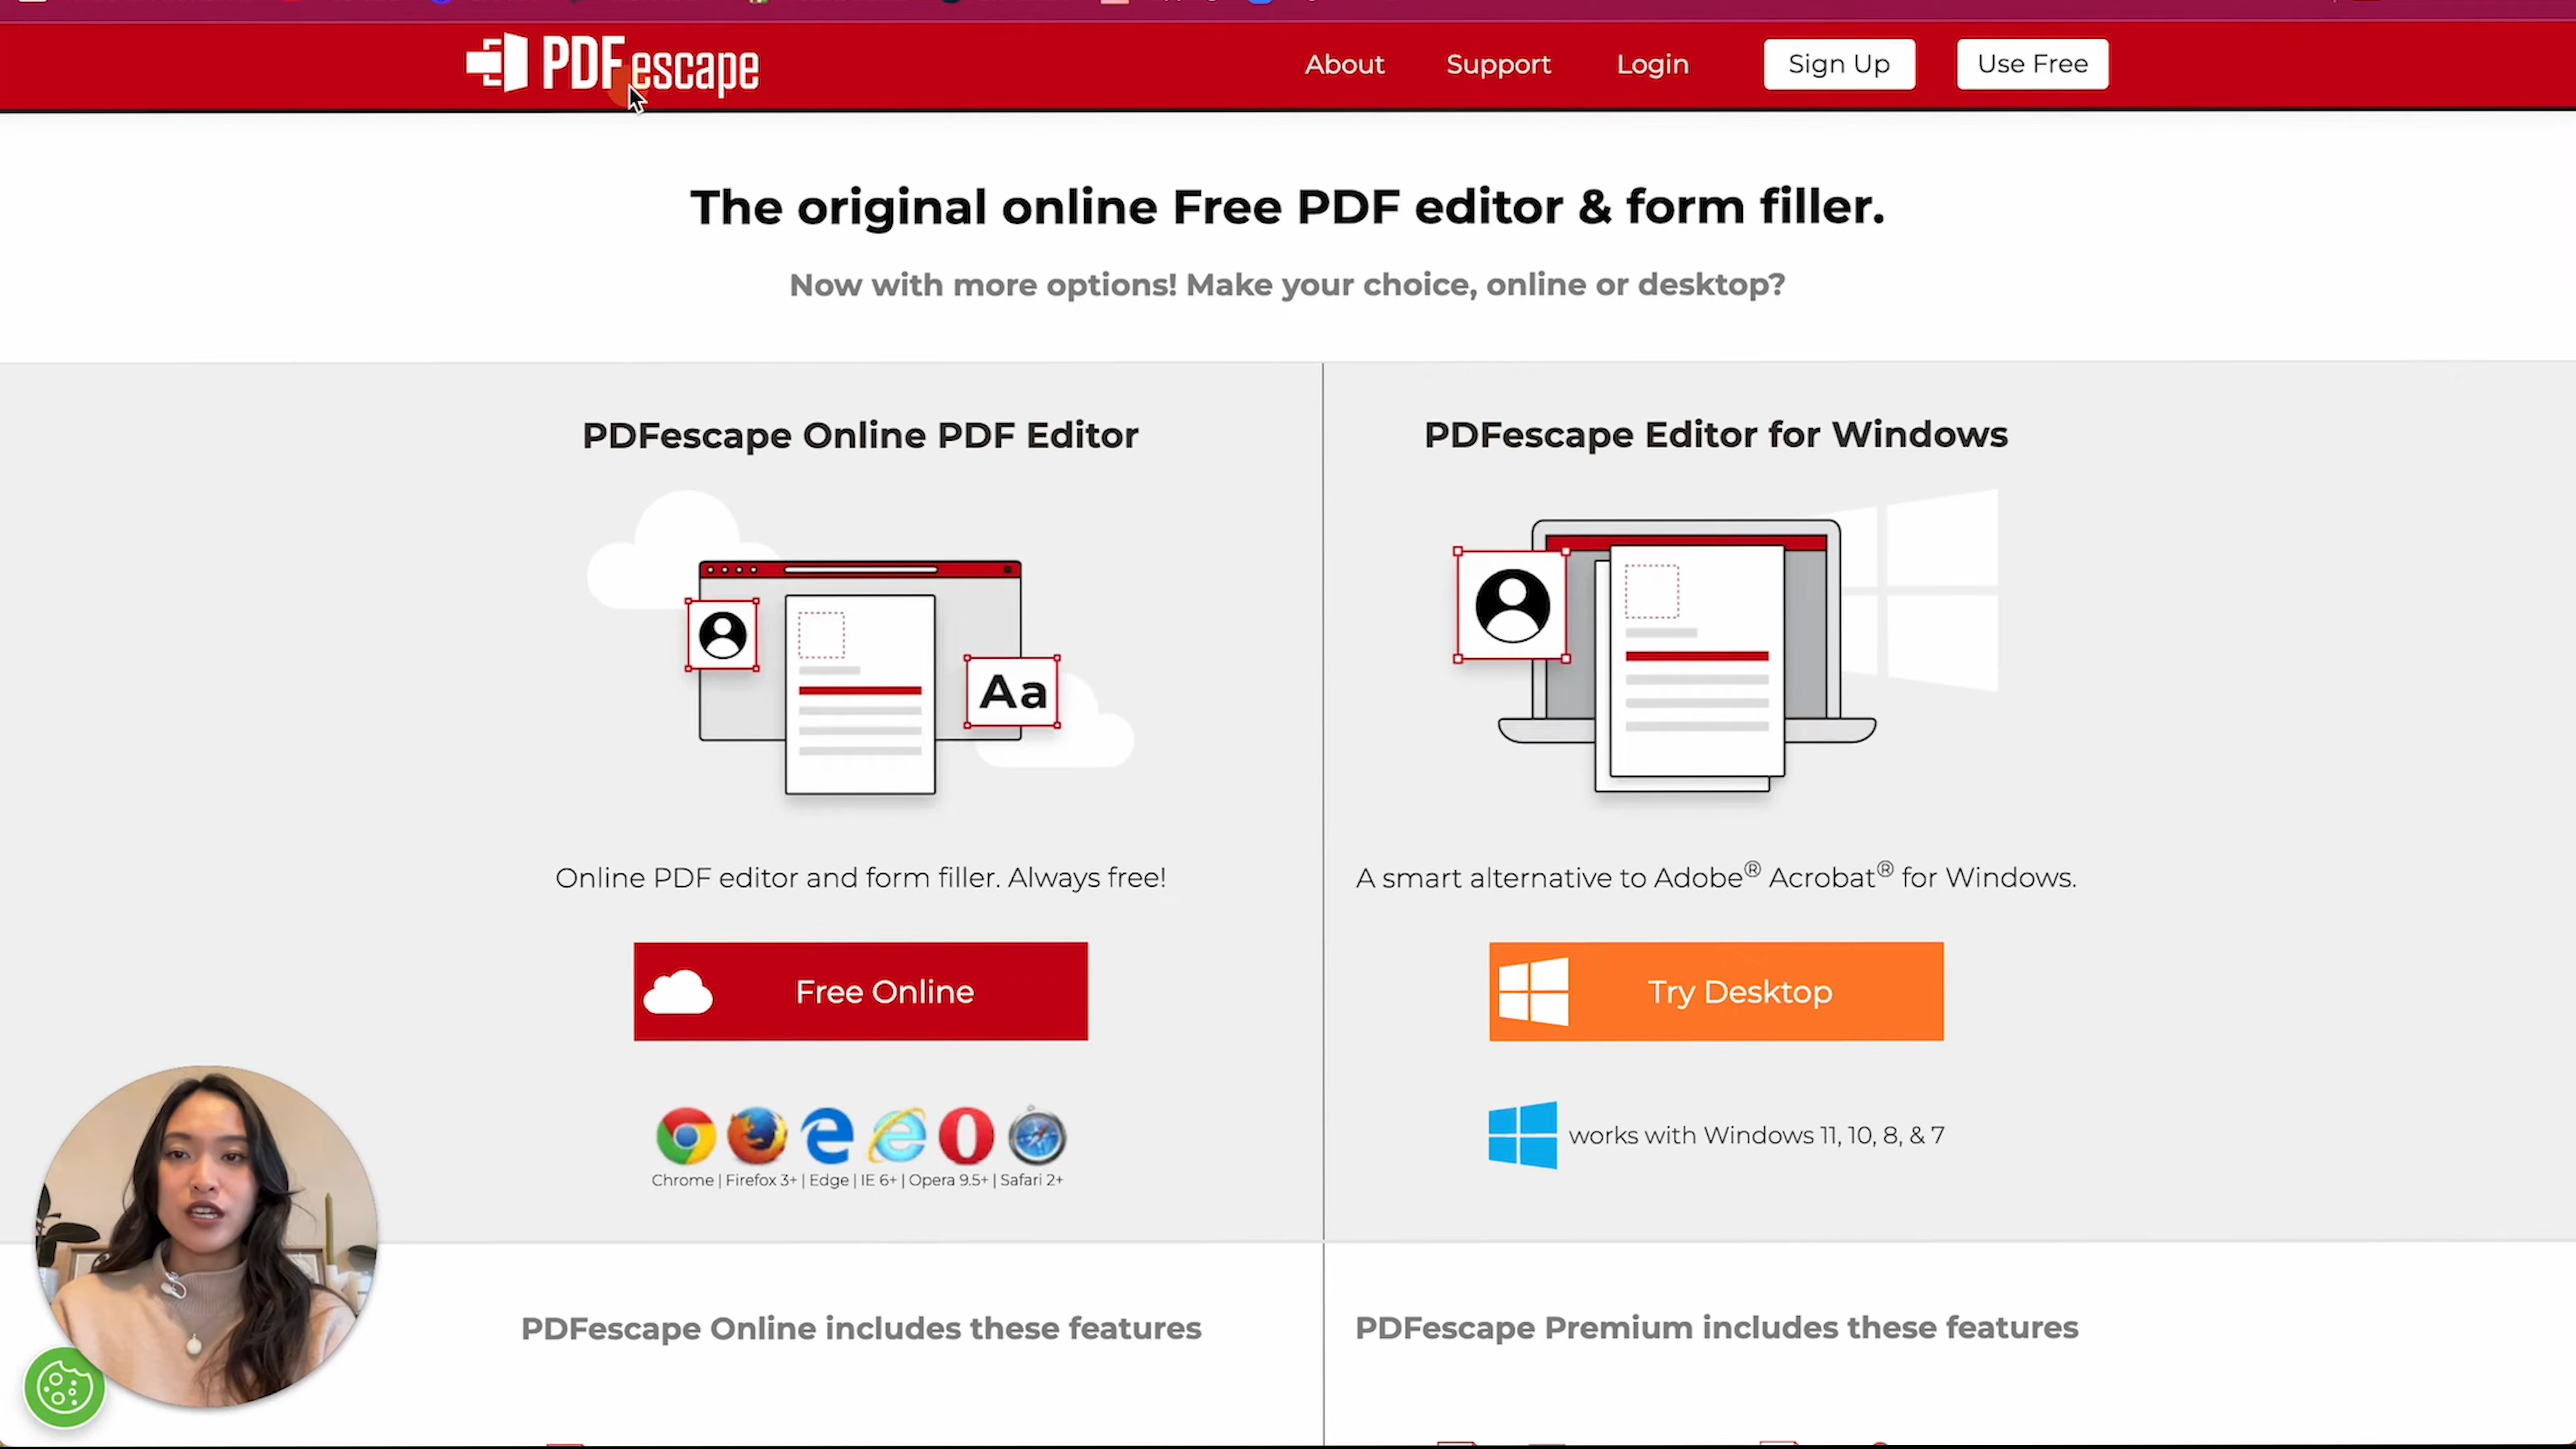 PDFescape
About Support Login Sign Up Use Free
The original online Free PDF editor & form filler.
Now with more options! Make your choice, online or desktop?
PDFescape Online PDF Editor
Aa
Online PDF editor and form filler. Always free!
Free Online
Chrome | Firefox 3+ | Edge | IE 6+ | Opera 9.5+ | Safari 2+
PDFescape Online includes these features
PDFescape Editor for Windows
A smart alternative to Adobe® Acrobat® for Windows.
Try Desktop
works with Windows 11, 10, 8, & 7
PDFescape Premium includes these features